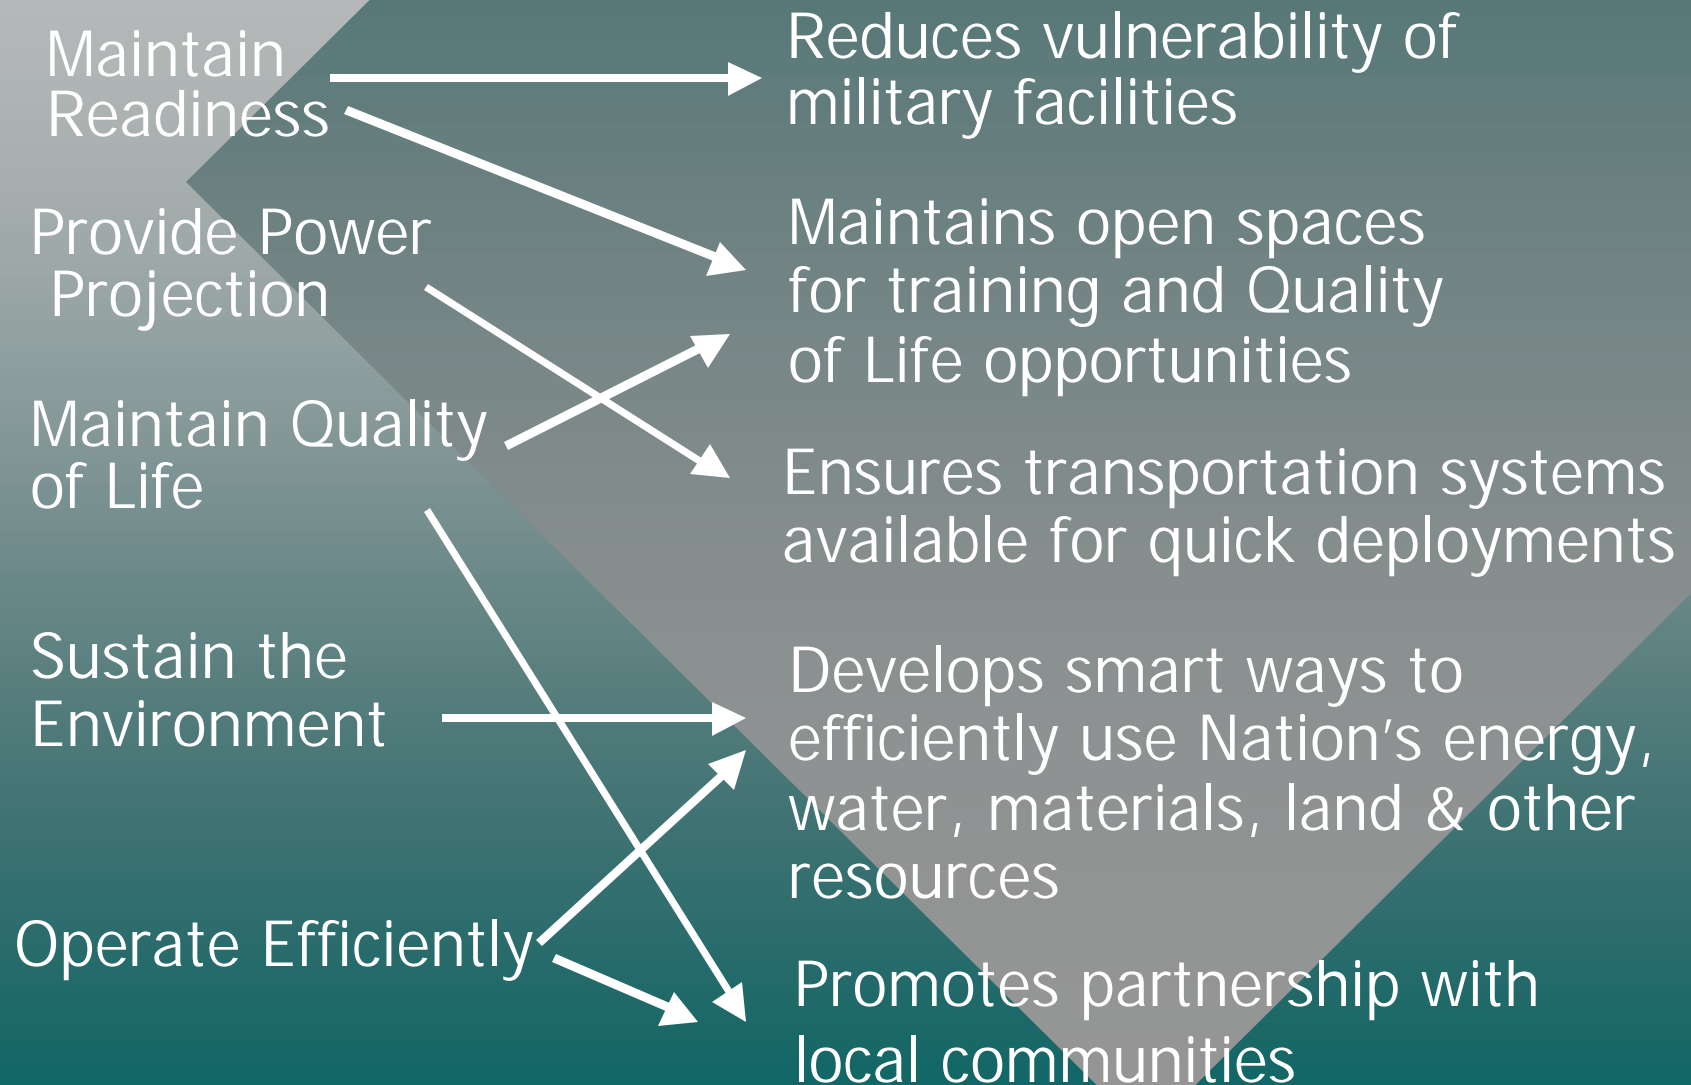 Maintain
Readiness
Provide Power
Projection
Maintain Quality
of Life
Sustain the
Environment
Operate Efficiently
Reduces vulnerability of
military facilities
Maintains open spaces
for training and Quality
of Life opportunities
Ensures transportation systems
available for quick deployments
Develops smart ways to
efficiently use Nation’s energy,
water, materials, land & other
resources
Promotes partnership with
local communities